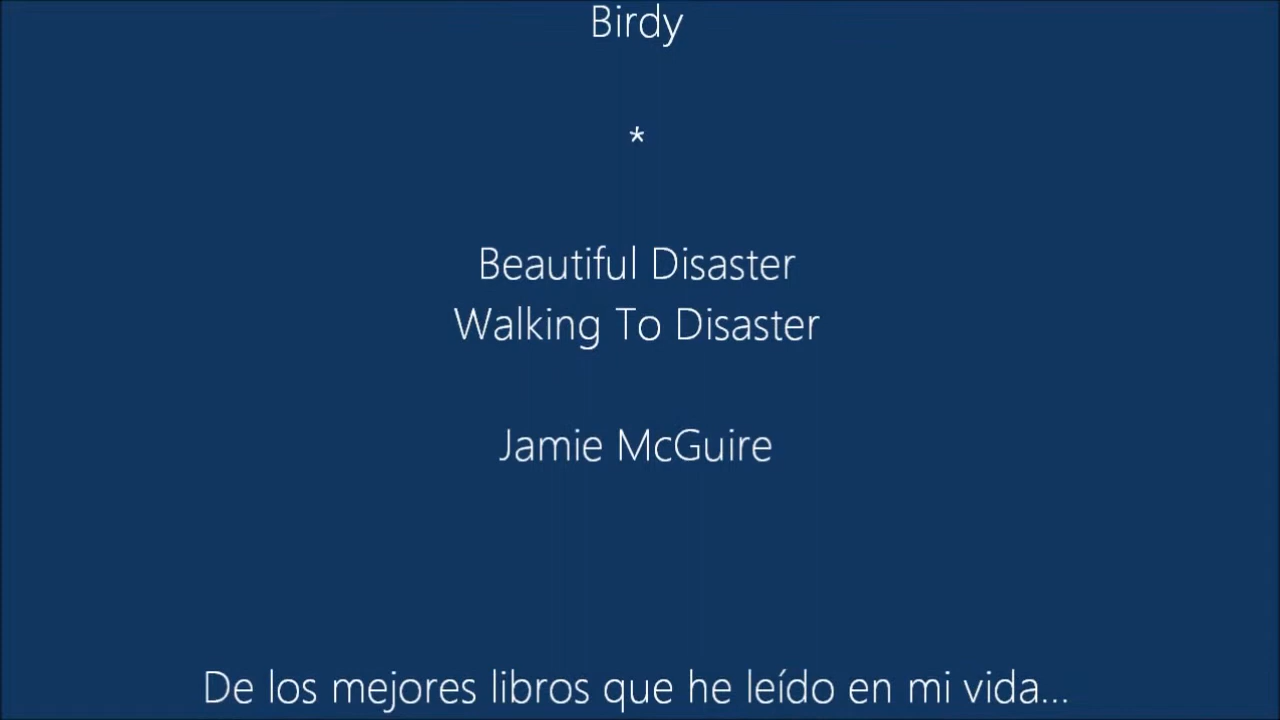 Birdy
*
Beautiful Disaster
Walking To Disaster
Jamie McGuire
De los mejores libros que he leído en mi vida...